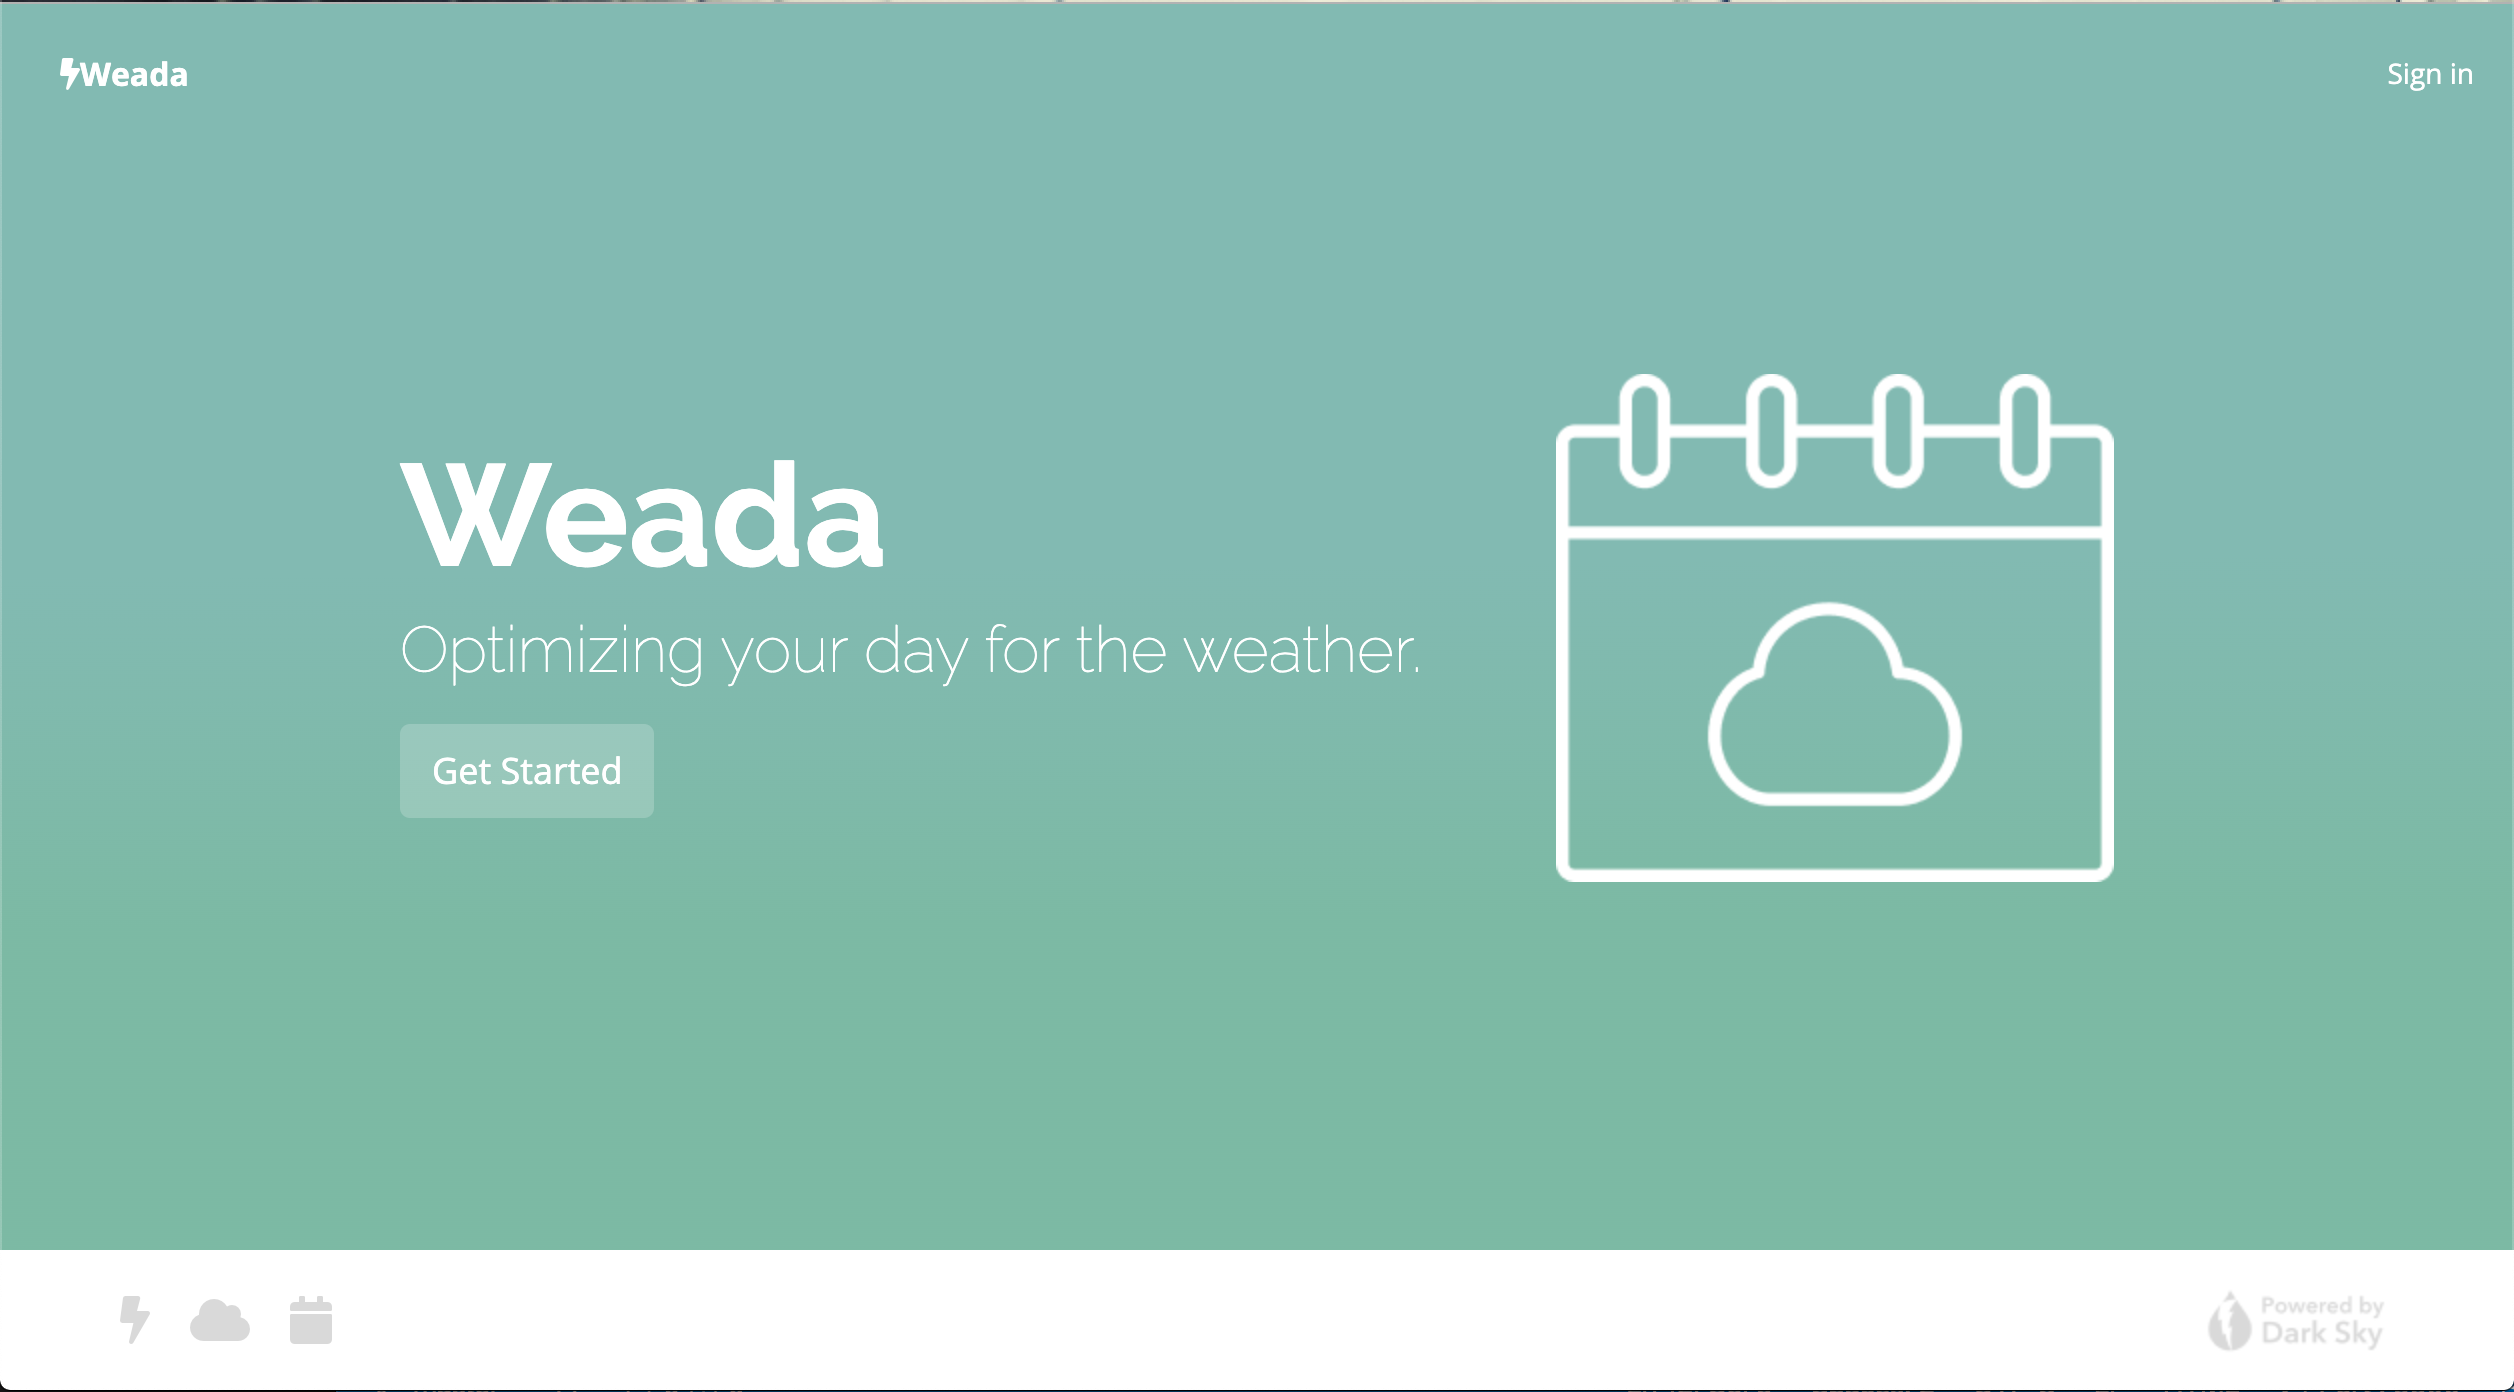 Weada
Sign in
Weada
Optimizing your day for the weather.
Get Started
Powered by
Dark Sky